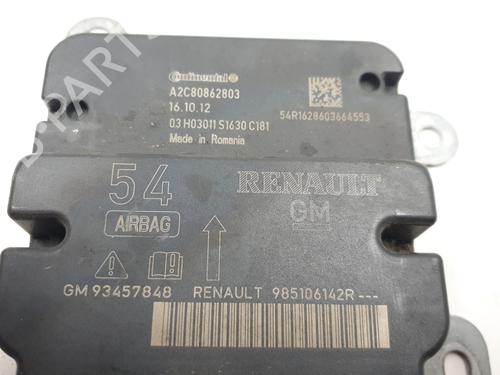 Continental
A2C80862803
16.10.12
03 H03011 S1630 C181
Made in Romania
54R1628603664553
54
RENAULT
AIRBAG
GM
GM 93457848 RENAULT 985106142R---